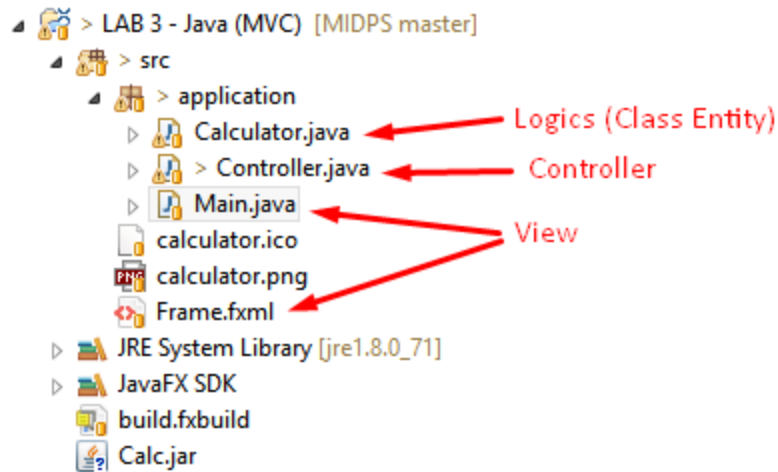 > LAB 3 - Java (MVC) [MIDPS master]
> src
> application
Calculator.java
Logics (Class Entity)
> Controller.java
Controller
Main.java
View
calculator.ico
PNG calculator.png
Frame.fxml
JRE System Library [jre1.8.0_71]
JavaFX SDK
build.fxbuild
Calc.jar